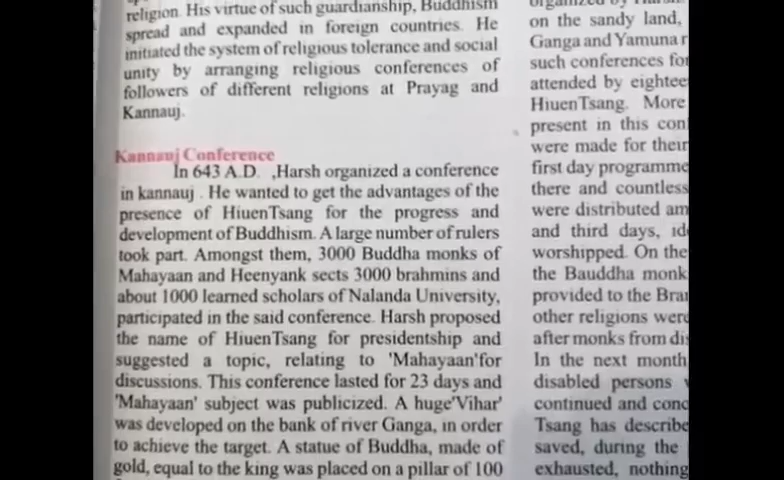 religion. His virtue of such guardianship, Buddhism
spread and expanded in foreign countries. He
initiated the system of religious tolerance and social
unity by arranging religious conferences of
followers of different religions at Prayag and
Kannauj.
Kannauj Conference
In 643 A.D. ,Harsh organized a conference
in kannauj . He wanted to get the advantages of the
presence of HiuenTsang for the progress and
development of Buddhism. A large number of rulers
took part. Amongst them, 3000 Buddha monks of
Mahayaan and Heenyank sects 3000 brahmins and
about 1000 learned scholars of Nalanda University,
participated in the said conference. Harsh proposed
the name of HiuenTsang for presidentship and
suggested a topic, relating to 'Mahayaan'for
discussions. This conference lasted for 23 days and
'Mahayaan' subject was publicized. A huge'Vihar'
was developed on the bank of river Ganga, in order
to achieve the target. A statue of Buddha, made of
gold, equal to the king was placed on a pillar of 100
on the sandy land,
Ganga and Yamuna r
such conferences for
attended by eightee
HiuenTsang. More
present in this con
were made for their
first day programme
there and countless
were distributed am
and third days, id
worshipped. On the
the Bauddha monk
provided to the Bra
other religions were
after monks from di
In the next month
disabled persons
continued and conc
Tsang has describe
saved, during the
exhausted, nothing